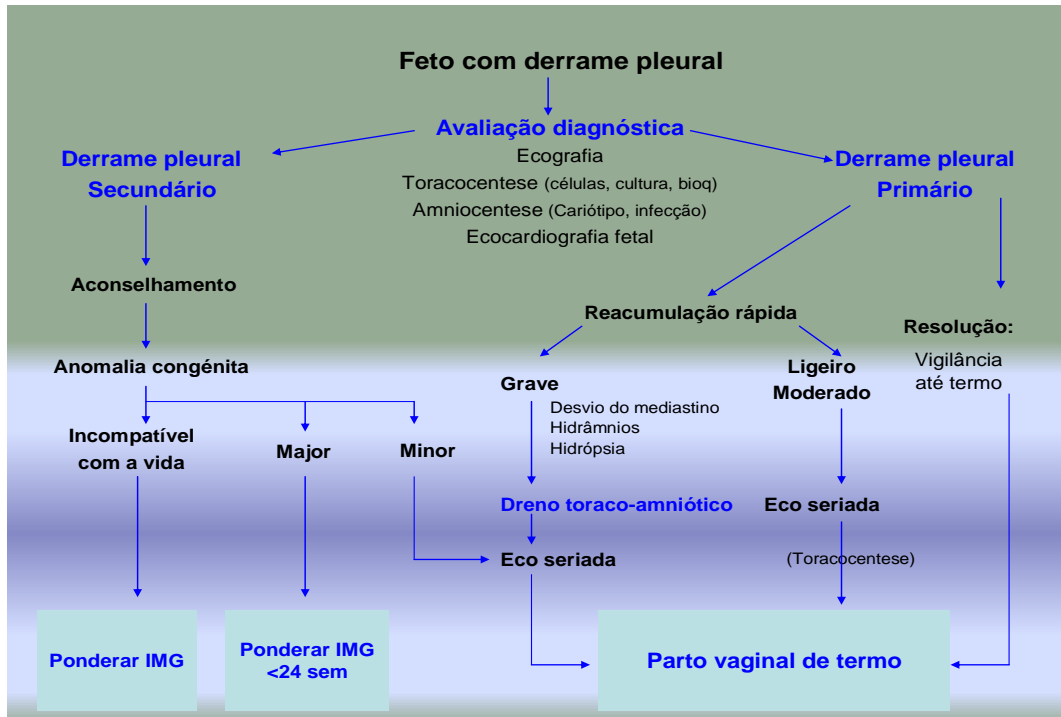 Feto com derrame pleural
Avaliação diagnóstica
Ecografia
Toracocentese (células, cultura, bioq)
Amniocentese (Cariótipo, infecção)
Ecocardiografia fetal
Derrame pleural
Secundário
Derrame pleural
Primário
Aconselhamento
Anomalia congénita
Incompatível
com a vida
Major
Minor
Reacumulação rápida
Grave
Desvio do mediastino
Hidrâmnios
Hidrópsia
Ligeiro
Moderado
Resolução:
Vigilância
até termo
Dreno toraco-amniótico
Eco seriada
Eco seriada
(Toracocentese)
Ponderar IMG
Ponderar IMG
<24 sem
Parto vaginal de termo